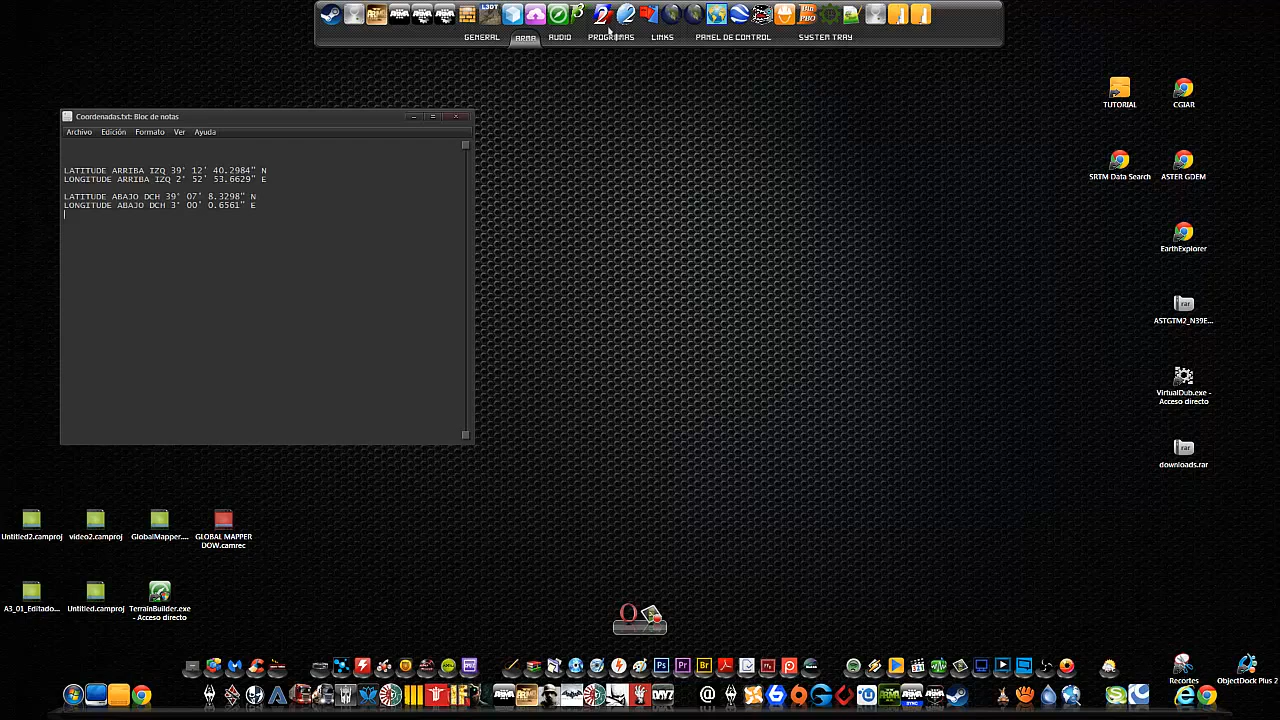 GENERAL ARMA AUDIO PROGRAMAS LINKS PANEL DE CONTROL SYSTEM TRAY
Coordenadas.txt: Bloc de notas
Archivo Edición Formato Ver Ayuda
LATITUDE ARRIBA IZQ 39° 12' 40.2984" N
LONGITUDE ARRIBA IZQ 2° 52' 53.6629" E
LATITUDE ABAJO DCH 39° 07' 8.3298" N
LONGITUDE ABAJO DCH 3° 00' 0.6561" E
TUTORIAL
CGIAR
SRTM Data Search
ASTER GDEM
EarthExplorer
ASTGTM2_N39E...
VirtualDub.exe -
Acceso directo
downloads.rar
Untitled2.camproj
video2.camproj
GlobalMapper....
GLOBAL MAPPER
DOW.camrec
A3_01_Editado...
Untitled.camproj
TerrainBuilder.exe
- Acceso directo
Recortes
ObjectDock Plus 2